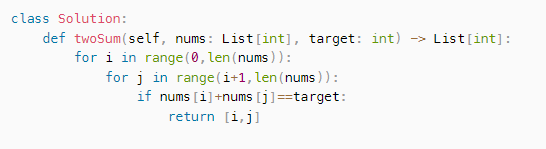 class Solution:
    def twoSum(self, nums: List[int], target: int) -> List[int]:
        for i in range(0,len(nums)):
            for j in range(i+1,len(nums)):
                if nums[i]+nums[j]==target:
                    return [i,j]